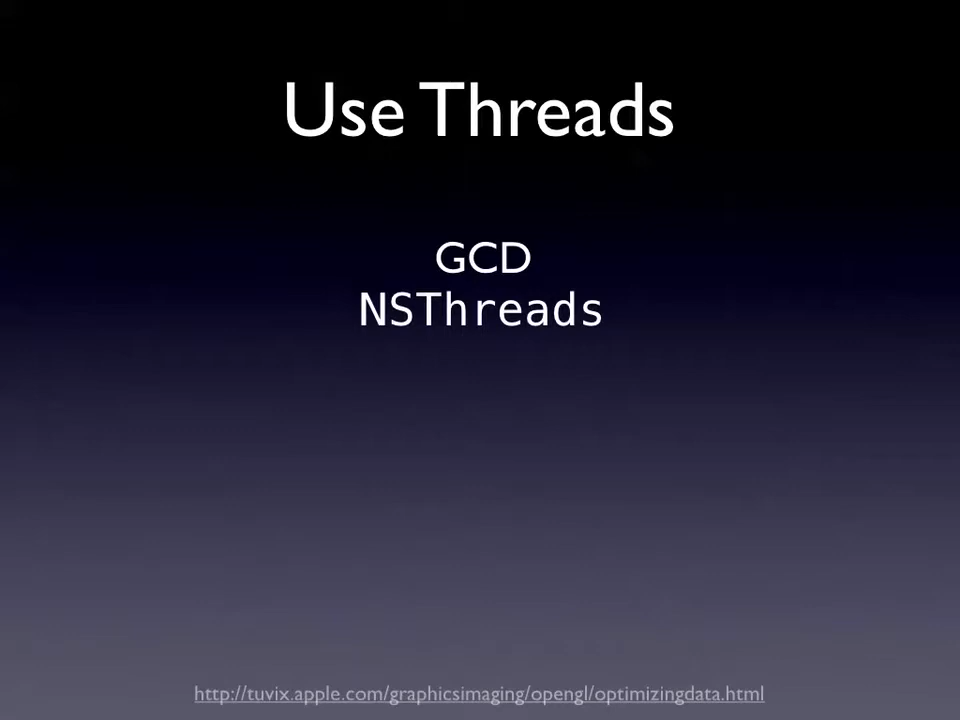 Use Threads
GCD
NSThreads
http://tuvix.apple.com/graphicsimaging/opengl/optimizingdata.html